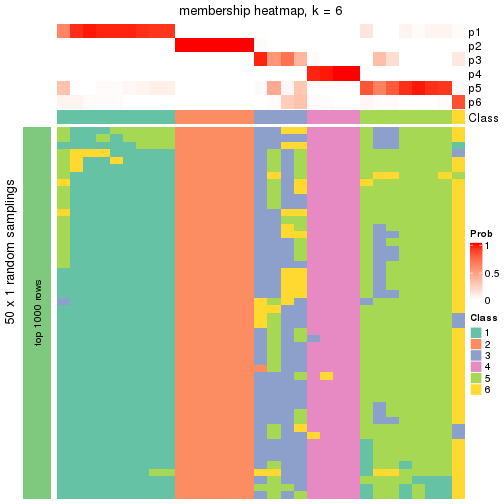 membership heatmap, k = 6
p1
p2
p3
p4
p5
p6
Class
50 x 1 random samplings
top 1000 rows
Prob
1
0.5
0
Class
1
2
3
4
5
6